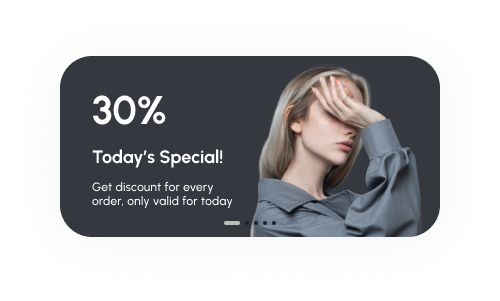 30%
Today's Special!
Get discount for every
order, only valid for today